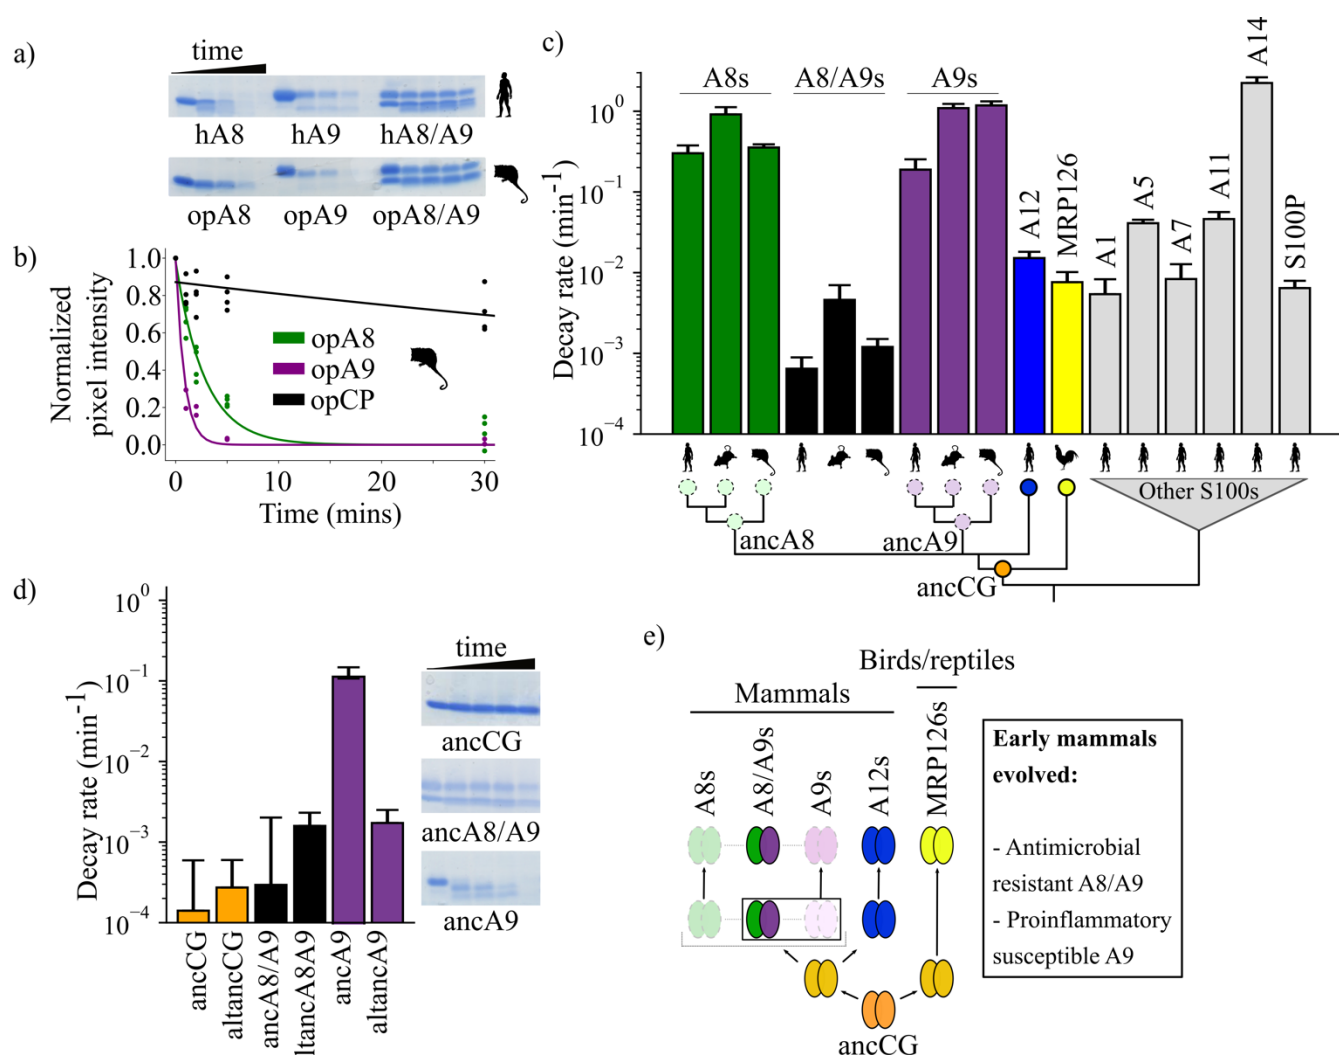 a)
time
hA8 hA9 hA8/A9
opA8 opA9 opA8/A9
b)
Normalized
pixel intensity
1.0
0.8
0.6
0.4
0.2
0.0
opA8
opA9
opCP
0 10 20 30
Time (mins)
c)
Decay rate (min⁻¹)
10⁰
10⁻¹
10⁻²
10⁻³
10⁻⁴
A8s A8/A9s A9s
A12
MRP126
A1
A5
A7
A11
A14
S100P
Other S100s
ancA8 ancA9
ancCG
d)
Decay rate (min⁻¹)
10⁰
10⁻¹
10⁻²
10⁻³
10⁻⁴
ancCG
altancCG
ancA8/A9
ltancA8A9
ancA9
altancA9
time
ancCG
ancA8/A9
ancA9
e)
Birds/reptiles
Mammals
A8s
A8/A9s
A9s
A12s
MRP126s
ancCG
Early mammals
evolved:
- Antimicrobial
resistant A8/A9
- Proinflammatory
susceptible A9